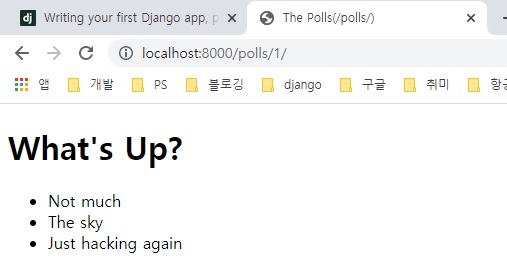 dj Writing your first Django app, p
The Polls(/polls/)
localhost:8000/polls/1/
앱 개발 PS 블로깅 django 구글 취미 항공
What's Up?
Not much
The sky
Just hacking again